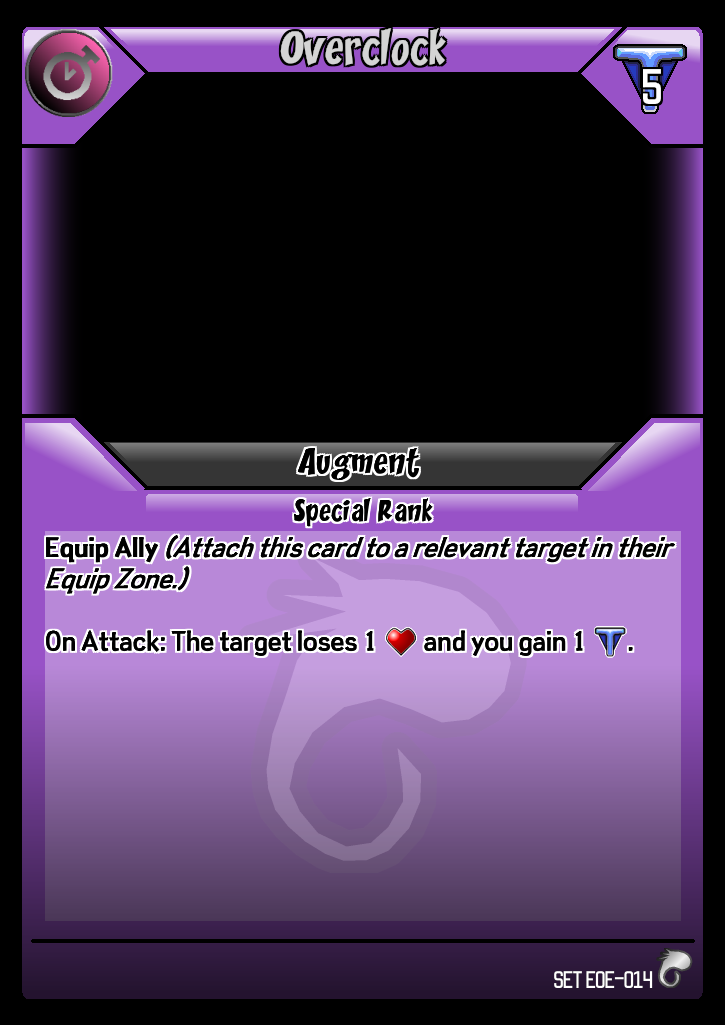 Overclock
5
Augment
Special Rank
Equip Ally (Attach this card to a relevant target in their
Equip Zone.)
On Attack: The target loses 1 and you gain 1 .
SET EOE-014